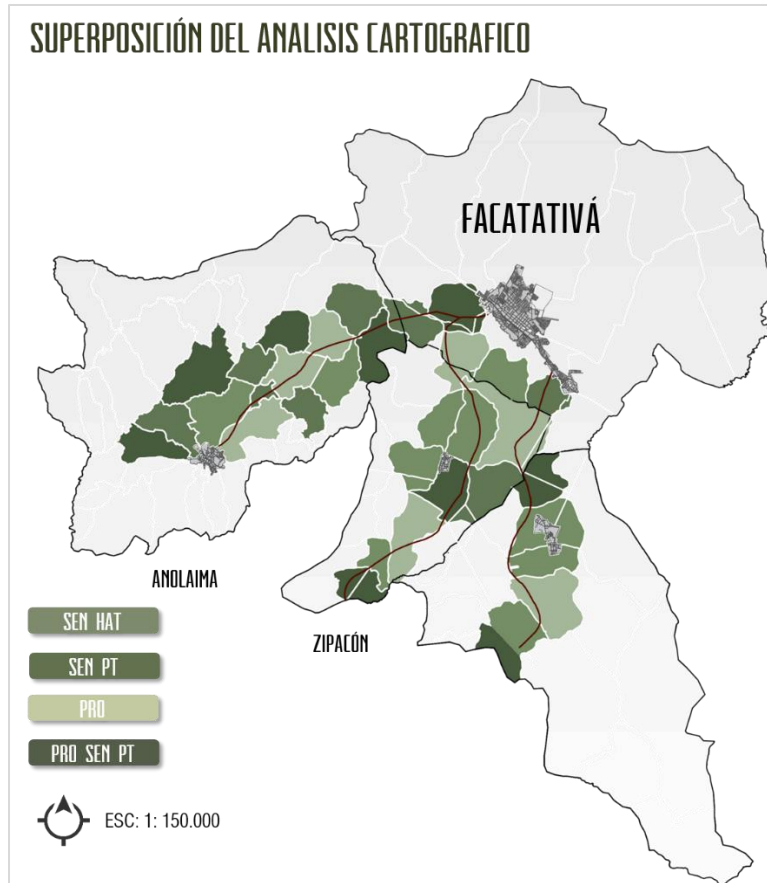 SUPERPOSICIÓN DEL ANALISIS CARTOGRAFICO
FACATATIVÁ
ANOLAIMA
ZIPACÓN
SEN HAT
SEN PT
PRO
PRO SEN PT
ESC: 1: 150.000